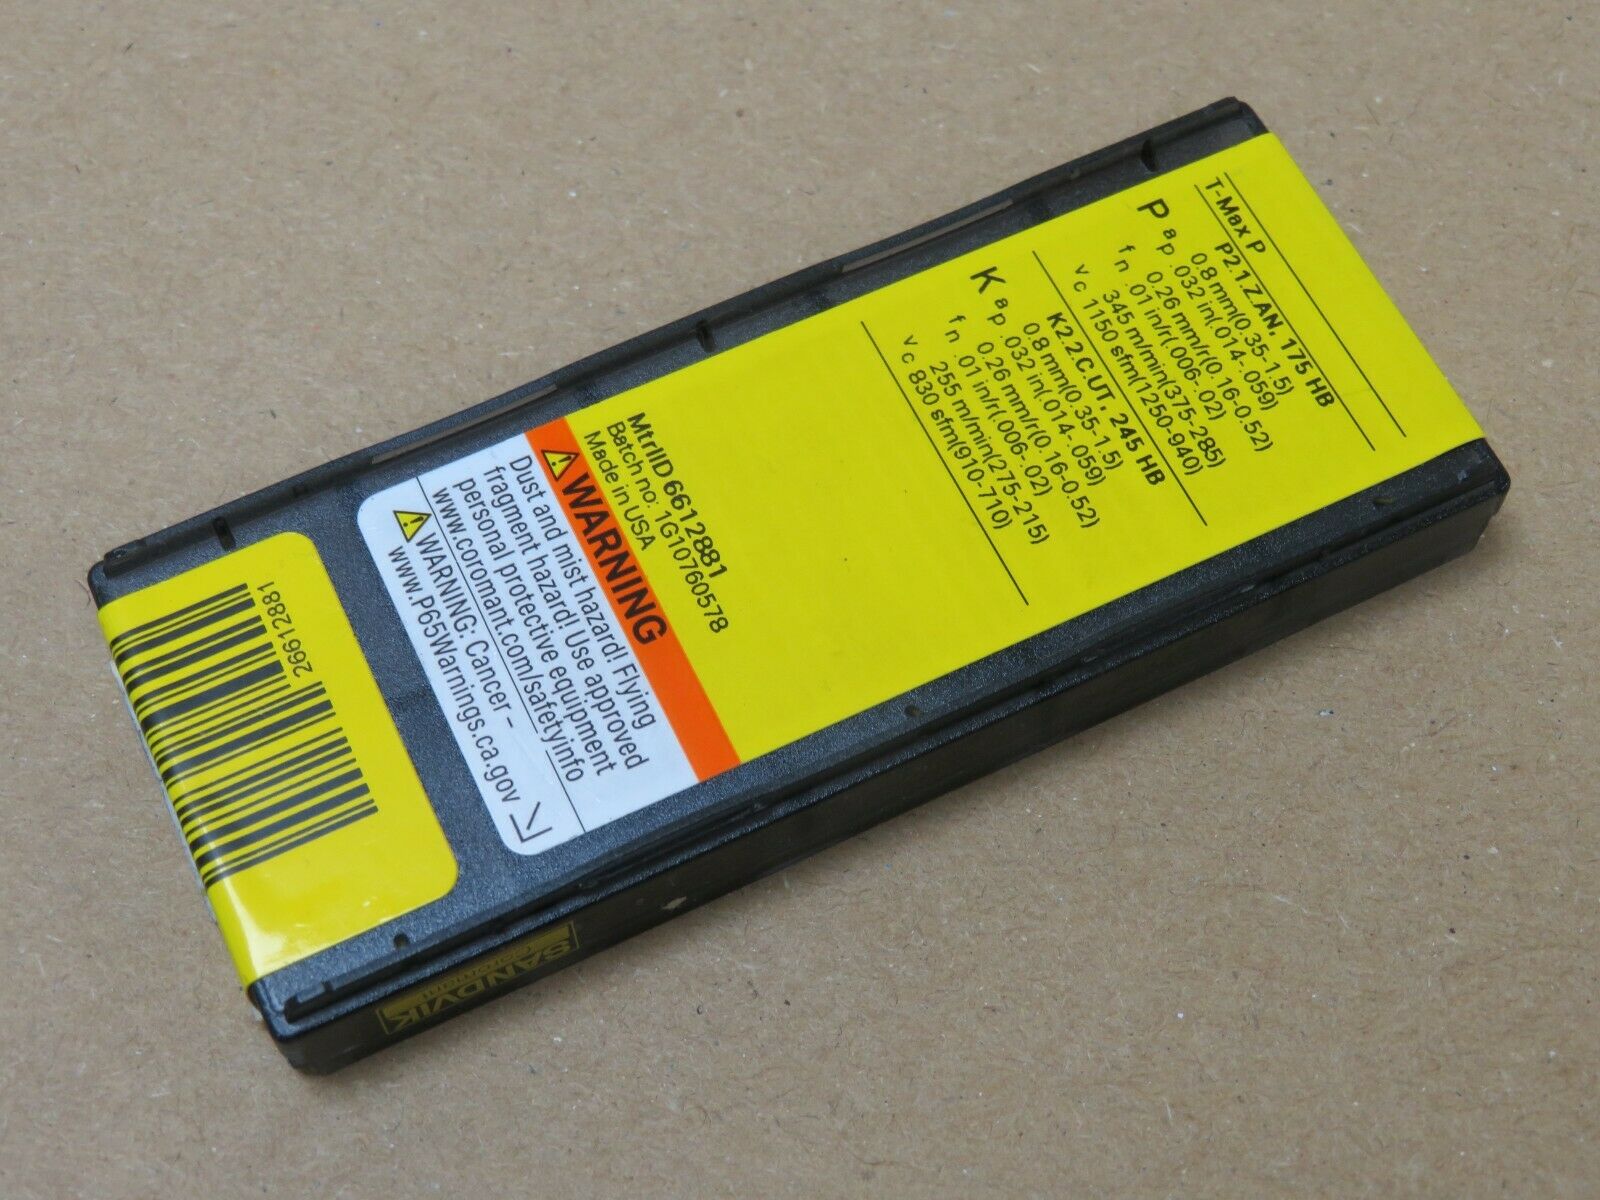 T-Max P
P2.1.Z.AN. 175 HB
P ap 0.8 mm(0.35-1.5)
.032 in(.014-.059)
fn 0.26 mm/r(0.16-0.52)
.01 in/r(.006-.02)
vc 345 m/min(375-285)
1150 sfm(1250-940)
K2.2.C.UT. 245 HB
K ap 0.8 mm(0.35-1.5)
.032 in(.014-.059)
fn 0.26 mm/r(0.16-0.52)
.01 in/r(.006-.02)
vc 255 m/min(275-215)
830 sfm(910-710)
MtrlID 6612881
Batch no: 1G10760578
Made in USA
WARNING
Dust and mist hazard! Flying
fragment hazard! Use approved
personal protective equipment
www.coromant.com/safetyinfo
WARNING: Cancer –
www.P65Warnings.ca.gov
26612881
SANDVIK
Coromant